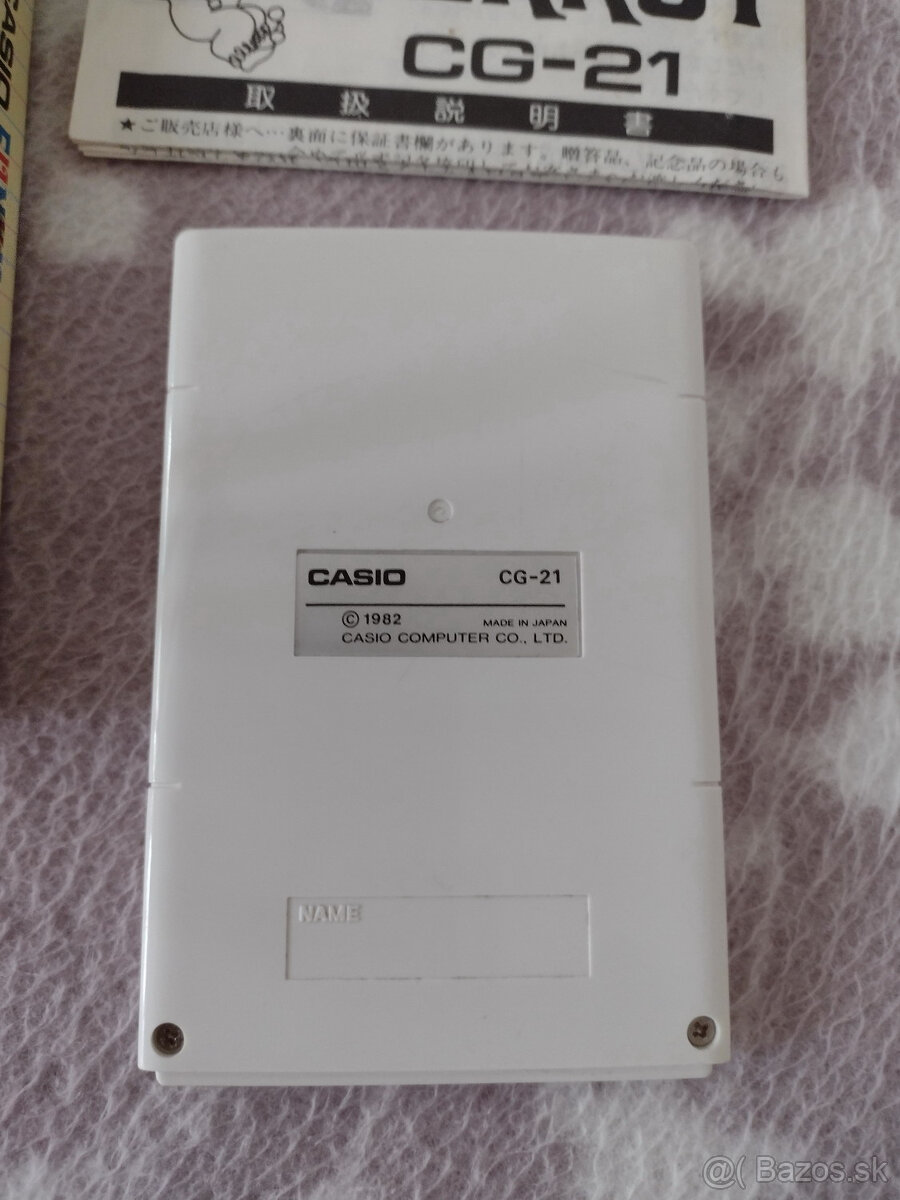 CASIO
CG-21
取扱説明書
★ご販売店様へ…裏面に保証書欄があります。贈答品、記念品の場合も
CASIO CG-21
© 1982 MADE IN JAPAN
CASIO COMPUTER CO., LTD.
NAME
@( Bazos.sk